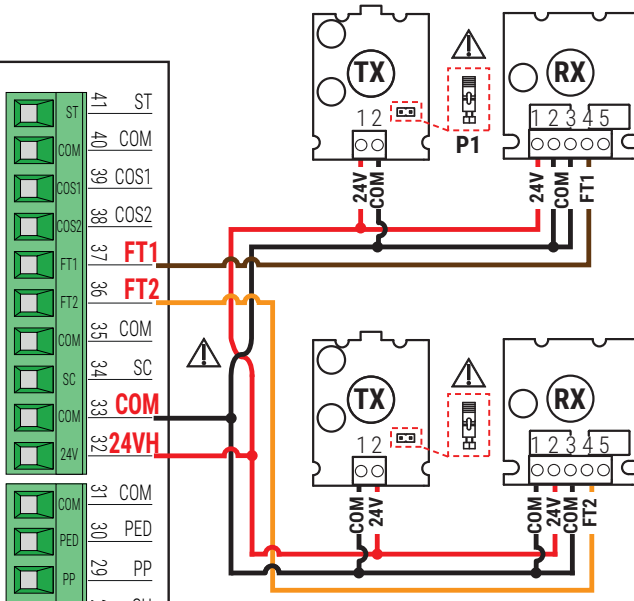 ST 41 ST
COM 40 COM
COS1 39 COS1
COS2 38 COS2
FT1 37 FT1
FT2 36 FT2
COM 35 COM
SC 34 SC
COM 33 COM
24V 32 24VH
COM 31 COM
PED 30 PED
PP 29 PP
TX
1 2
24V
COM
P1
RX
1 2 3 4 5
24V
COM
FT1
TX
1 2
COM
24V
RX
1 2 3 4 5
COM
24V
COM
FT2